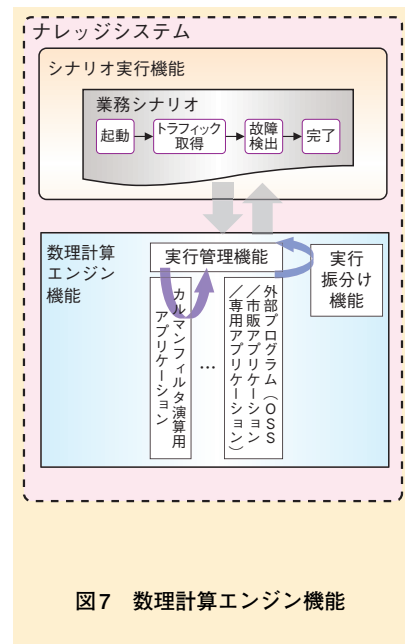 ナレッジシステム
シナリオ実行機能
業務シナリオ
起動
トラフィック
取得
故障
検出
完了
数理計算
エンジン
機能
実行管理機能
実行
振分け
機能
カルマンフィルタ演算用
アプリケーション
…
外部プログラム（OSS
／市販アプリケーション
／専用アプリケーション）
図7 数理計算エンジン機能